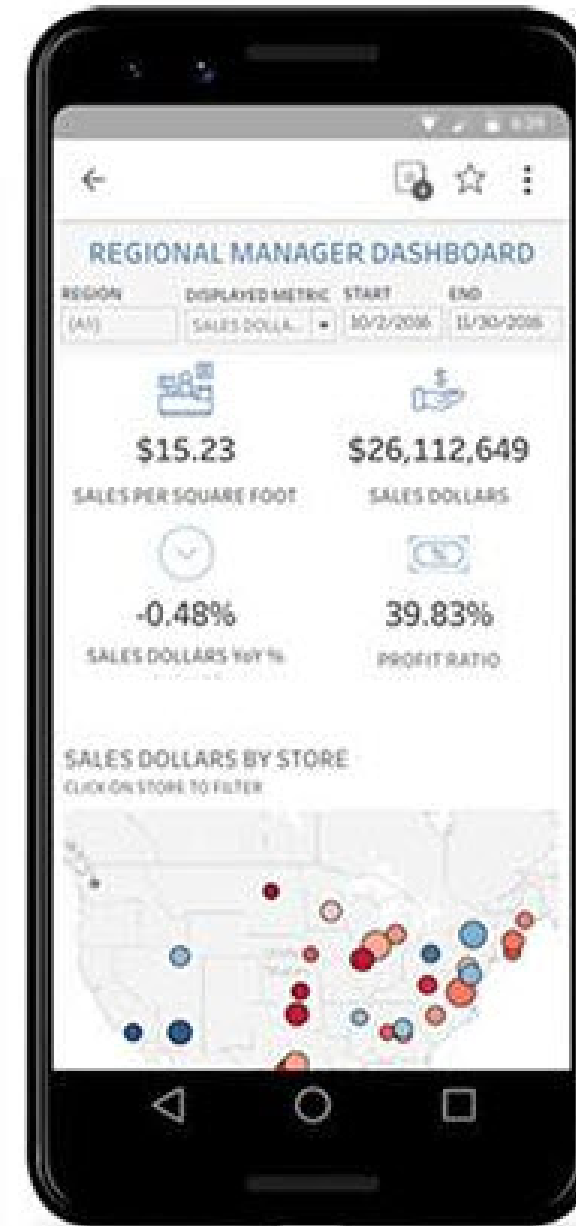 REGIONAL MANAGER DASHBOARD
REGION DISPLAYED METRIC START END
(All) SALES DOLLA... 10/2/2016 11/30/2016
$15.23 $26,112,649
SALES PER SQUARE FOOT SALES DOLLARS
-0.48% 39.83%
SALES DOLLARS YoY % PROFIT RATIO
SALES DOLLARS BY STORE
CLICK ON STORE TO FILTER